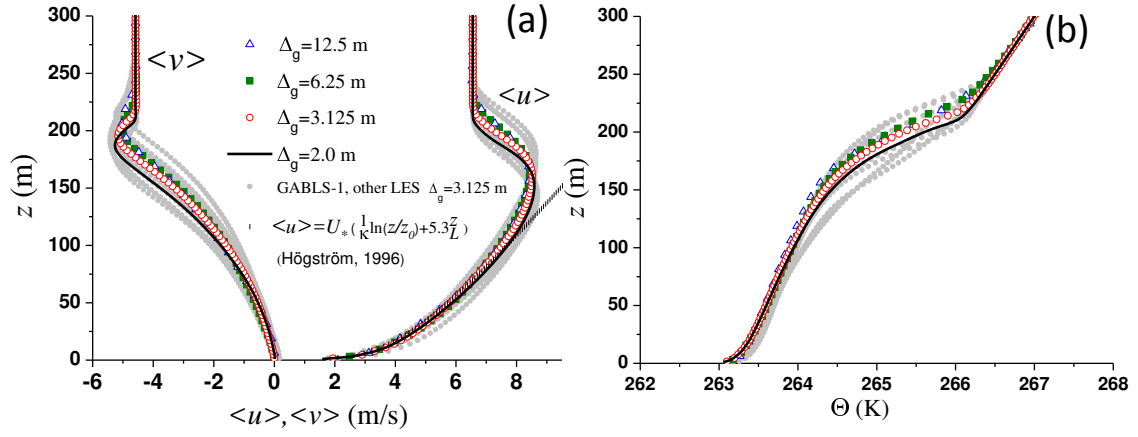 300
250
200
150
100
50
0
z (m)
(a)
<v>
<u>
Δg=12.5 m
Δg=6.25 m
Δg=3.125 m
Δg=2.0 m
GABLS-1, other LES Δg=3.125 m
<u>=U*(1/κ ln(z/z0)+5.3 z/L)
(Högström, 1996)
-6 -4 -2 0 2 4 6 8
<u>,<v> (m/s)
300
250
200
150
100
50
0
z (m)
(b)
262 263 264 265 266 267 268
Θ (K)